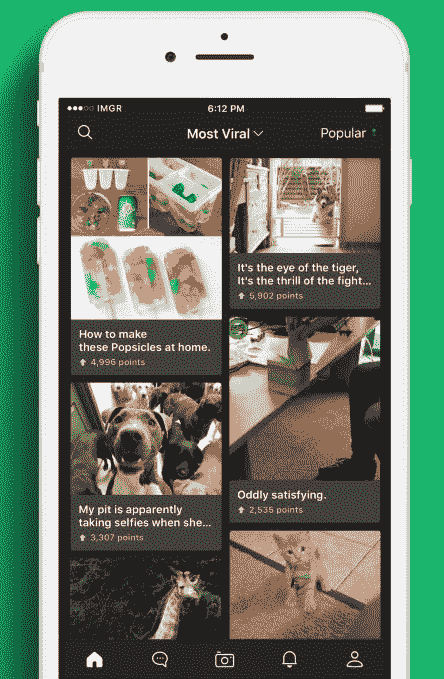 IMGR
6:12 PM
Most Viral
Popular
How to make
these Popsicles at home.
4,996 points
It's the eye of the tiger,
It's the thrill of the fight...
5,902 points
My pit is apparently
taking selfies when she...
3,307 points
Oddly satisfying.
2,535 points